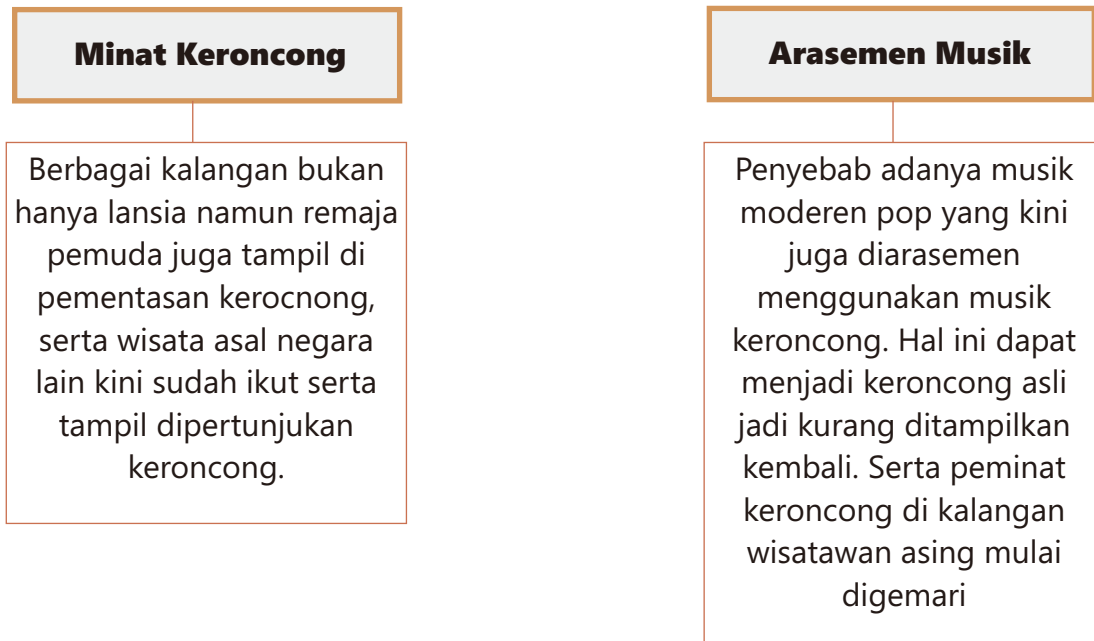 Minat Keroncong
Berbagai kalangan bukan
hanya lansia namun remaja
pemuda juga tampil di
pementasan kerocnong,
serta wisata asal negara
lain kini sudah ikut serta
tampil dipertunjukan
keroncong.
Arasemen Musik
Penyebab adanya musik
moderen pop yang kini
juga diarasemen
menggunakan musik
keroncong. Hal ini dapat
menjadi keroncong asli
jadi kurang ditampilkan
kembali. Serta peminat
keroncong di kalangan
wisatawan asing mulai
digemari